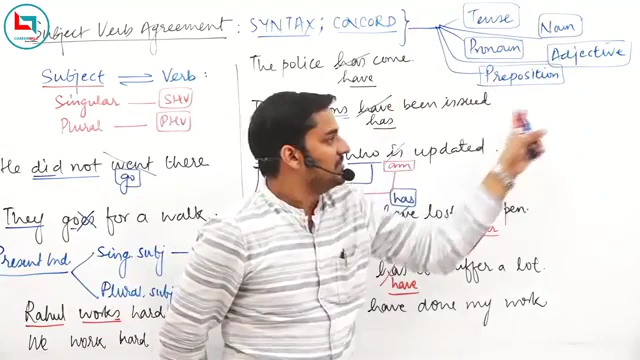 Subject Verb Agreement : SYNTAX ; CONCORD
Tense
Noun
Pronoun
Adjective
Preposition
Subject ⇌ Verb :
Singular — SHV
Plural — PHV
He did not went there
go
They goes for a walk.
Present Ind
Sing subj
Plural. subj
Rahul works hard
We work hard
The police has come.
have
have been issued
has
who is updated.
am
has
have los pen.
have
a lot.
have done my work